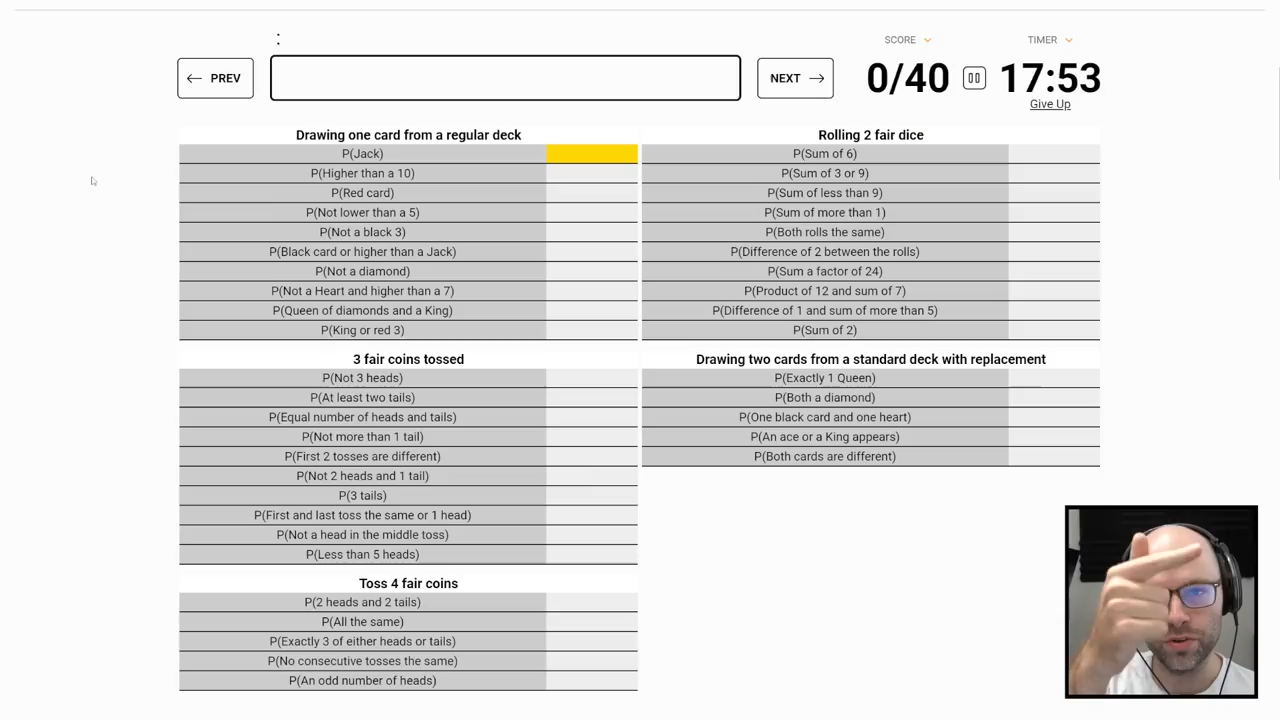 :
← PREV
NEXT →
SCORE
0/40
TIMER
17:53
Give Up
Drawing one card from a regular deck
P(Jack)
P(Higher than a 10)
P(Red card)
P(Not lower than a 5)
P(Not a black 3)
P(Black card or higher than a Jack)
P(Not a diamond)
P(Not a Heart and higher than a 7)
P(Queen of diamonds and a King)
P(King or red 3)
3 fair coins tossed
P(Not 3 heads)
P(At least two tails)
P(Equal number of heads and tails)
P(Not more than 1 tail)
P(First 2 tosses are different)
P(Not 2 heads and 1 tail)
P(3 tails)
P(First and last toss the same or 1 head)
P(Not a head in the middle toss)
P(Less than 5 heads)
Toss 4 fair coins
P(2 heads and 2 tails)
P(All the same)
P(Exactly 3 of either heads or tails)
P(No consecutive tosses the same)
P(An odd number of heads)
Rolling 2 fair dice
P(Sum of 6)
P(Sum of 3 or 9)
P(Sum of less than 9)
P(Sum of more than 1)
P(Both rolls the same)
P(Difference of 2 between the rolls)
P(Sum a factor of 24)
P(Product of 12 and sum of 7)
P(Difference of 1 and sum of more than 5)
P(Sum of 2)
Drawing two cards from a standard deck with replacement
P(Exactly 1 Queen)
P(Both a diamond)
P(One black card and one heart)
P(An ace or a King appears)
P(Both cards are different)